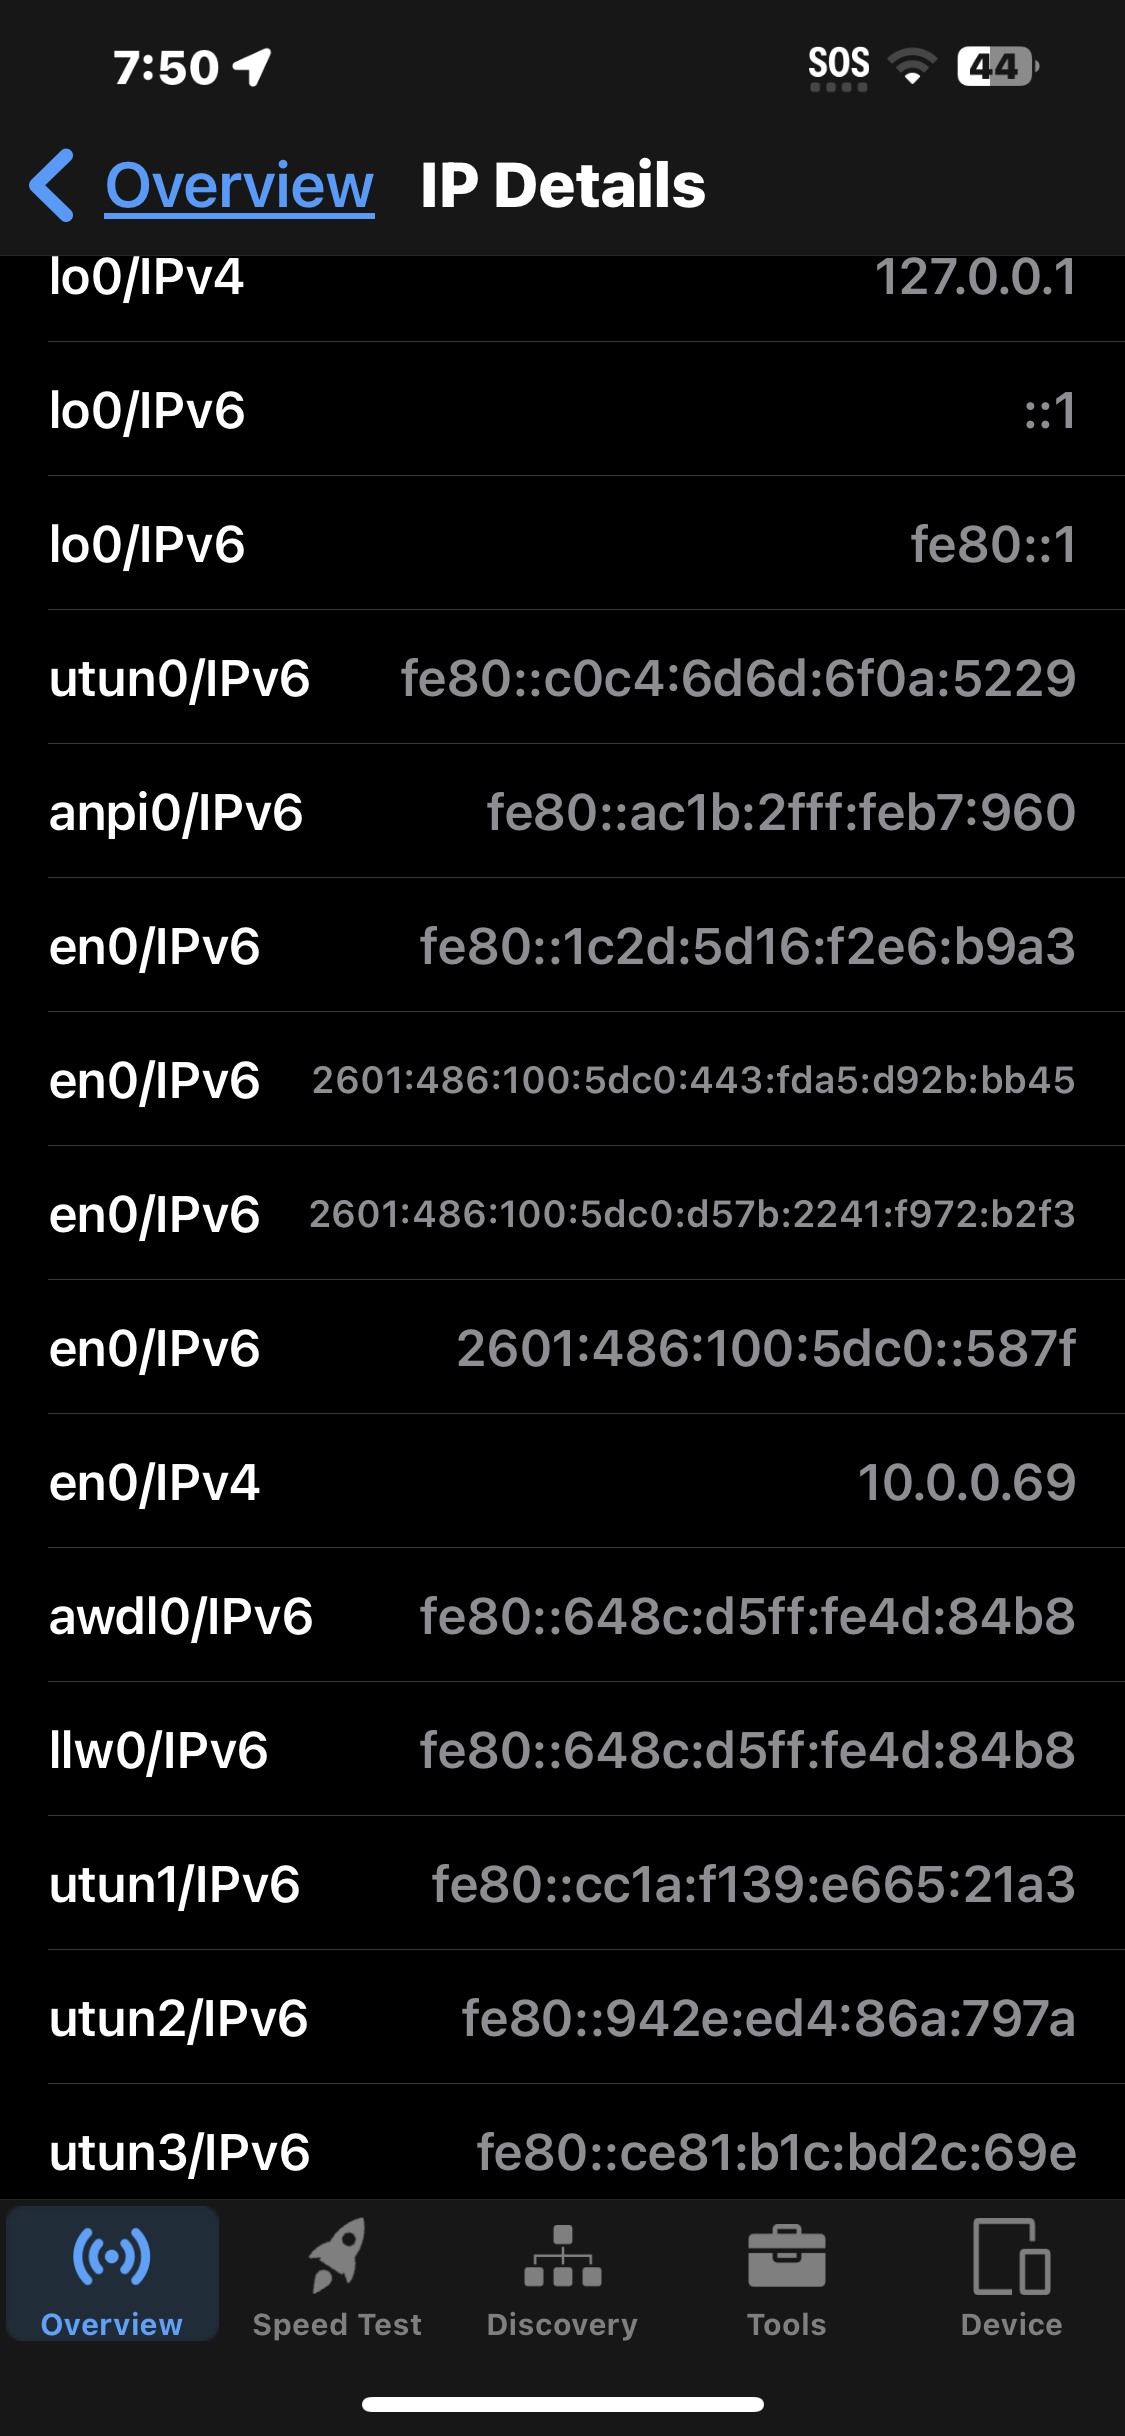 7:50
SOS
44
Overview
IP Details
lo0/IPv4 127.0.0.1
lo0/IPv6 ::1
lo0/IPv6 fe80::1
utun0/IPv6 fe80::c0c4:6d6d:6f0a:5229
anpi0/IPv6 fe80::ac1b:2fff:feb7:960
en0/IPv6 fe80::1c2d:5d16:f2e6:b9a3
en0/IPv6 2601:486:100:5dc0:443:fda5:d92b:bb45
en0/IPv6 2601:486:100:5dc0:d57b:2241:f972:b2f3
en0/IPv6 2601:486:100:5dc0::587f
en0/IPv4 10.0.0.69
awdl0/IPv6 fe80::648c:d5ff:fe4d:84b8
llw0/IPv6 fe80::648c:d5ff:fe4d:84b8
utun1/IPv6 fe80::cc1a:f139:e665:21a3
utun2/IPv6 fe80::942e:ed4:86a:797a
utun3/IPv6 fe80::ce81:b1c:bd2c:69e
Overview
Speed Test
Discovery
Tools
Device